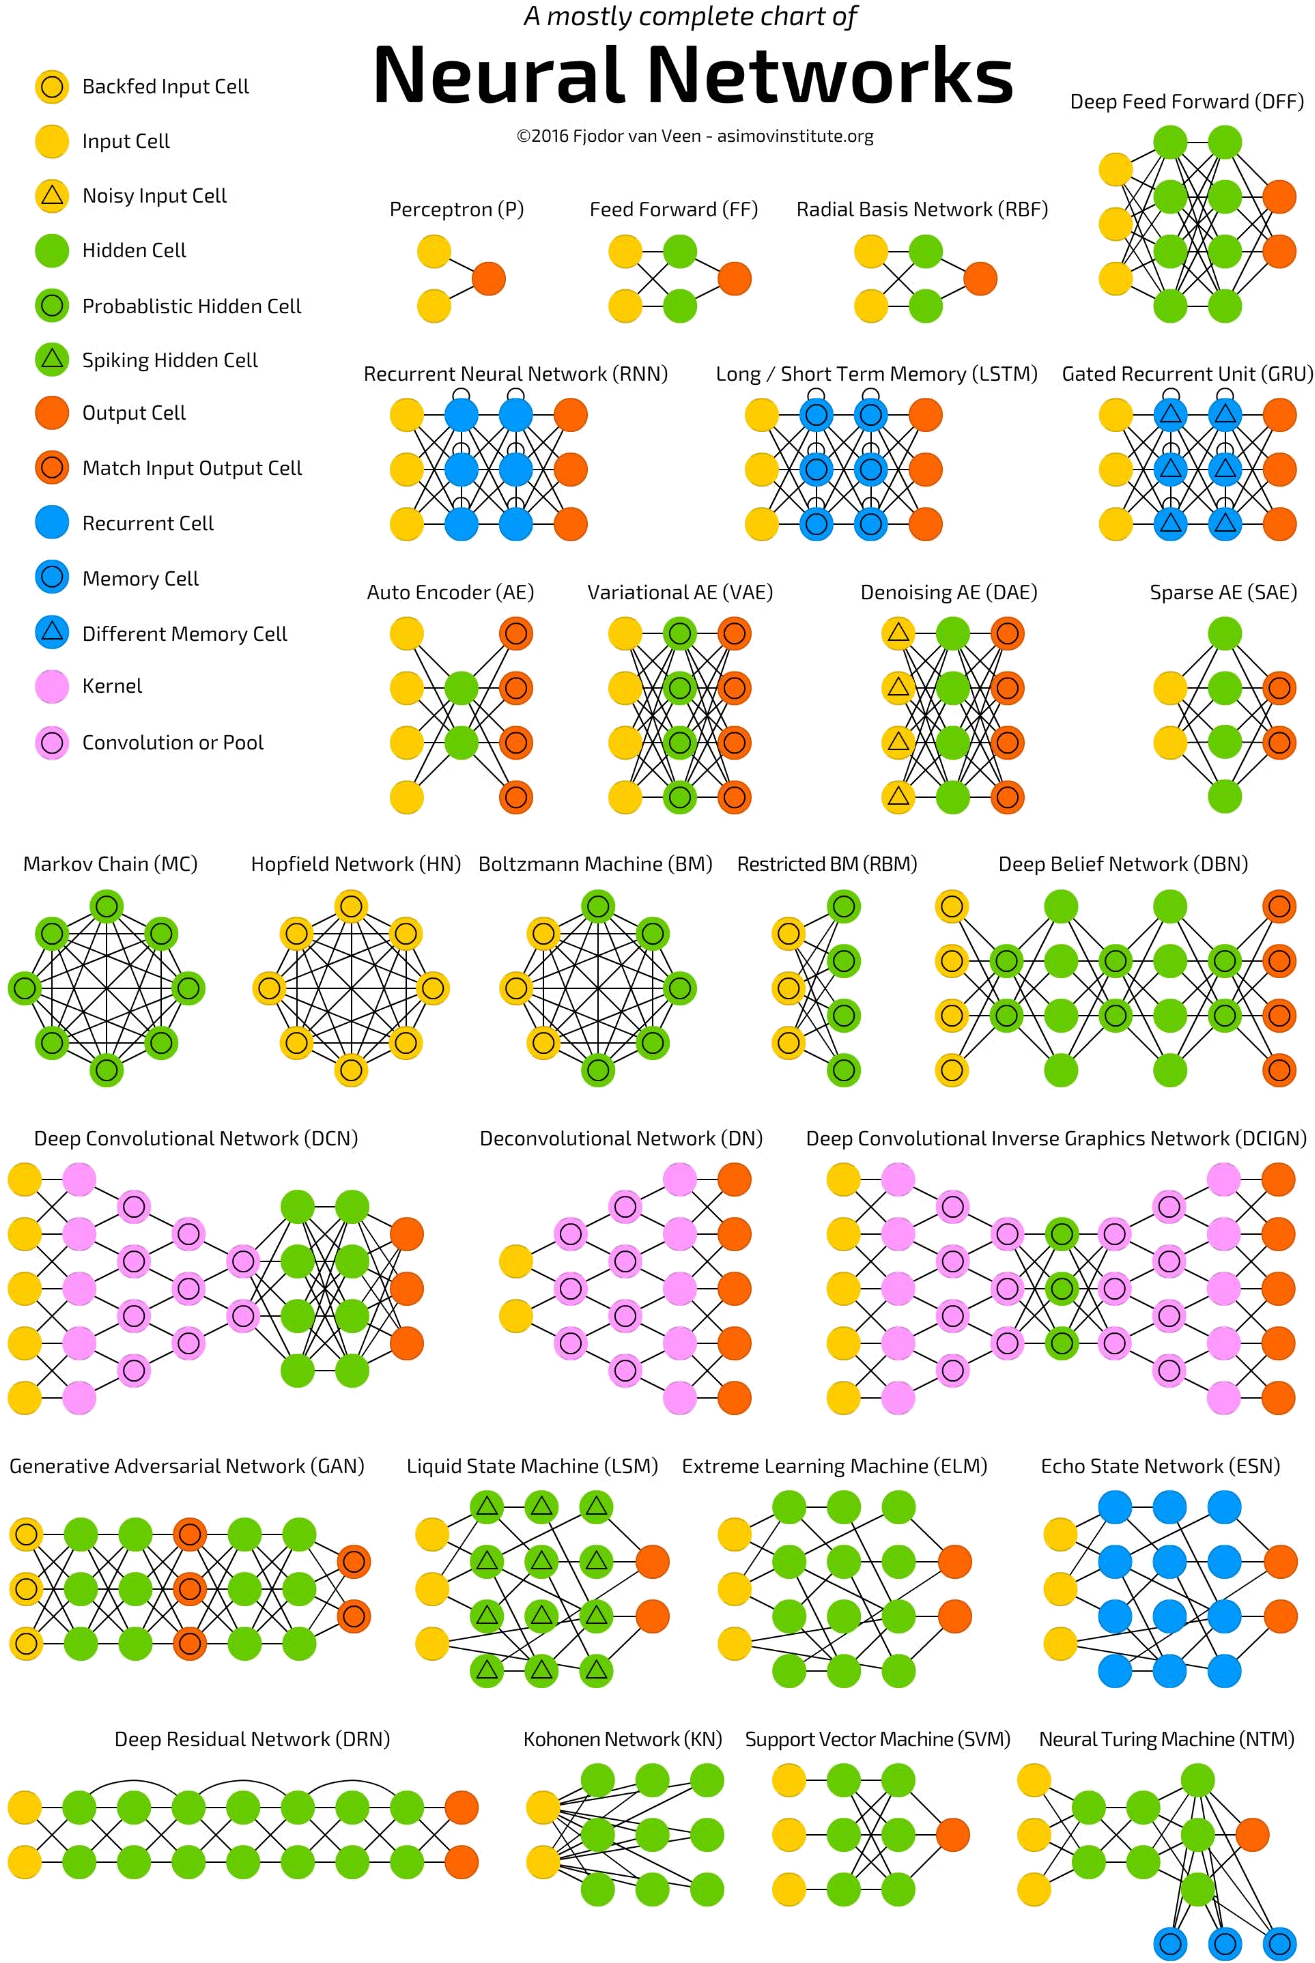 A mostly complete chart of
Neural Networks
©2016 Fjodor van Veen - asimovinstitute.org
Backfed Input Cell
Input Cell
Noisy Input Cell
Hidden Cell
Probablistic Hidden Cell
Spiking Hidden Cell
Output Cell
Match Input Output Cell
Recurrent Cell
Memory Cell
Different Memory Cell
Kernel
Convolution or Pool
Deep Feed Forward (DFF)
Perceptron (P)
Feed Forward (FF)
Radial Basis Network (RBF)
Recurrent Neural Network (RNN)
Long / Short Term Memory (LSTM)
Gated Recurrent Unit (GRU)
Auto Encoder (AE)
Variational AE (VAE)
Denoising AE (DAE)
Sparse AE (SAE)
Markov Chain (MC)
Hopfield Network (HN)
Boltzmann Machine (BM)
Restricted BM (RBM)
Deep Belief Network (DBN)
Deep Convolutional Network (DCN)
Deconvolutional Network (DN)
Deep Convolutional Inverse Graphics Network (DCIGN)
Generative Adversarial Network (GAN)
Liquid State Machine (LSM)
Extreme Learning Machine (ELM)
Echo State Network (ESN)
Deep Residual Network (DRN)
Kohonen Network (KN)
Support Vector Machine (SVM)
Neural Turing Machine (NTM)